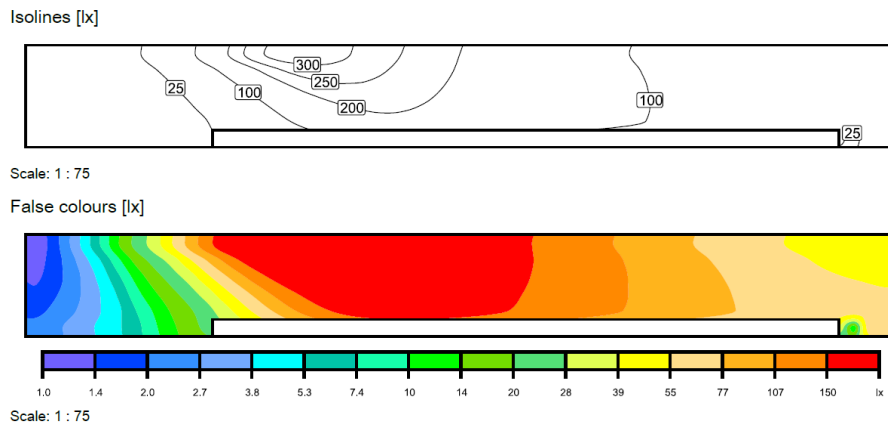 Isolines [lx]
300
25
100
250
200
100
25
Scale: 1 : 75
False colours [lx]
1.0 1.4 2.0 2.7 3.8 5.3 7.4 10 14 20 28 39 55 77 107 150 lx
Scale: 1 : 75